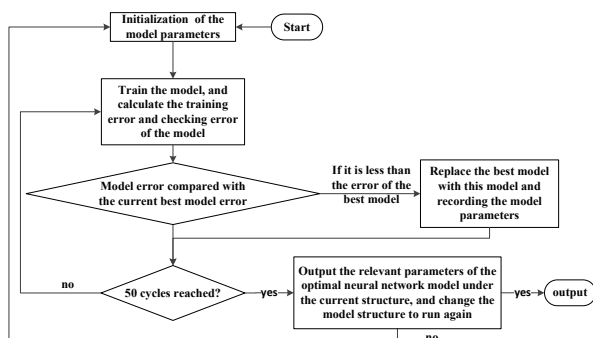 Initialization of the
model parameters
Start
Train the model, and
calculate the training
error and checking error
of the model
Model error compared with
the current best model error
If it is less than
the error of the
best model
Replace the best model
with this model and
recording the model
parameters
no
50 cycles reached?
yes
Output the relevant parameters of the
optimal neural network model under
the current structure, and change the
model structure to run again
yes
output
no